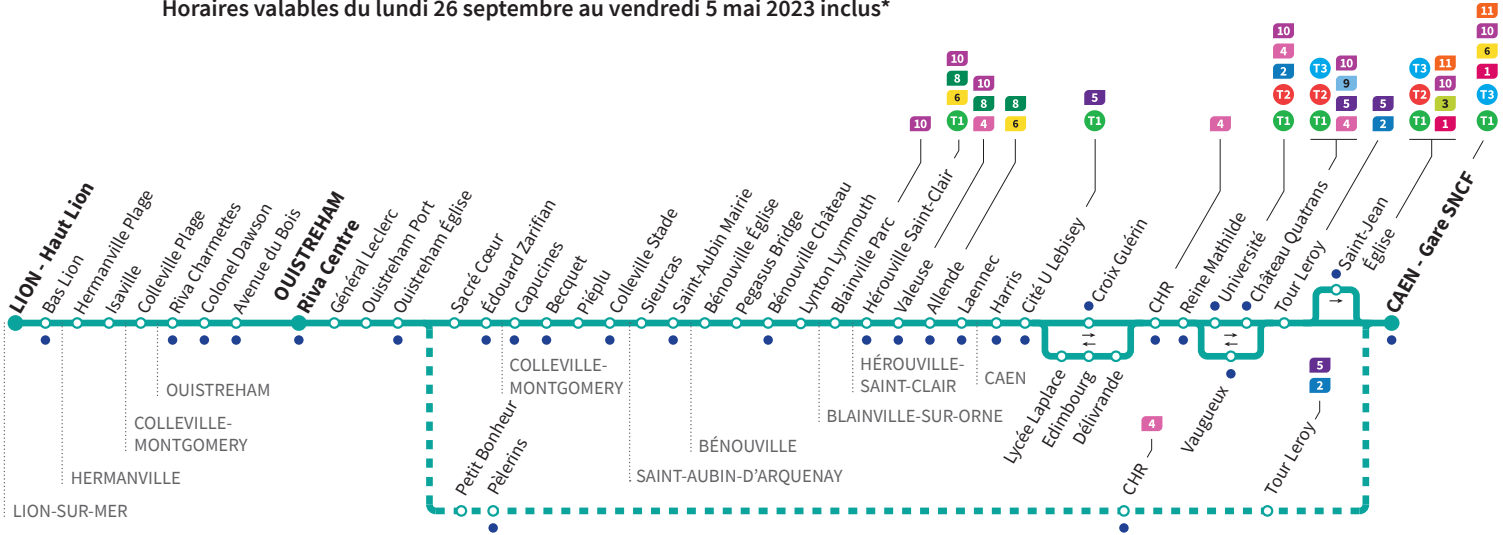 Horaires valables du lundi 26 septembre au vendredi 5 mai 2023 inclus*
LION - Haut Lion
Bas Lion
Hermanville Plage
Isaville
Colleville Plage
Riva Charmettes
Colonel Dawson
Avenue du Bois
OUISTREHAM
Riva Centre
Général Leclerc
Ouistreham Port
Ouistreham Église
Sacré Cœur
Édouard Zarifian
Capucines
Becquet
Piéplu
Colleville Stade
Sieurcas
Saint-Aubin Mairie
Bénouville Église
Pegasus Bridge
Bénouville Château
Lynton Lynmouth
Blainville Parc
10
Hérouville Saint-Clair
10
8
6
T1
Valeuse
10
8
4
Allende
8
6
Laennec
Harris
Cité U Lebisey
5
T1
Croix Guérin
CHR
4
Reine Mathilde
Université
10
4
2
T2
T1
Château Quatrans
T3 10
9
T2 5
T1 4
Tour Leroy
5
2
Saint-Jean
Église
T3 11
10
T2 3
T1 1
CAEN - Gare SNCF
11
10
6
1
T3
T1
Lycée Laplace
Edimbourg
Délivrande
Vaugueux
LION-SUR-MER
HERMANVILLE
COLLEVILLE-
MONTGOMERY
OUISTREHAM
COLLEVILLE-
MONTGOMERY
SAINT-AUBIN-D'ARQUENAY
BÉNOUVILLE
BLAINVILLE-SUR-ORNE
HÉROUVILLE-
SAINT-CLAIR
CAEN
Petit Bonheur
Pèlerins
CHR
4
Tour Leroy
5
2